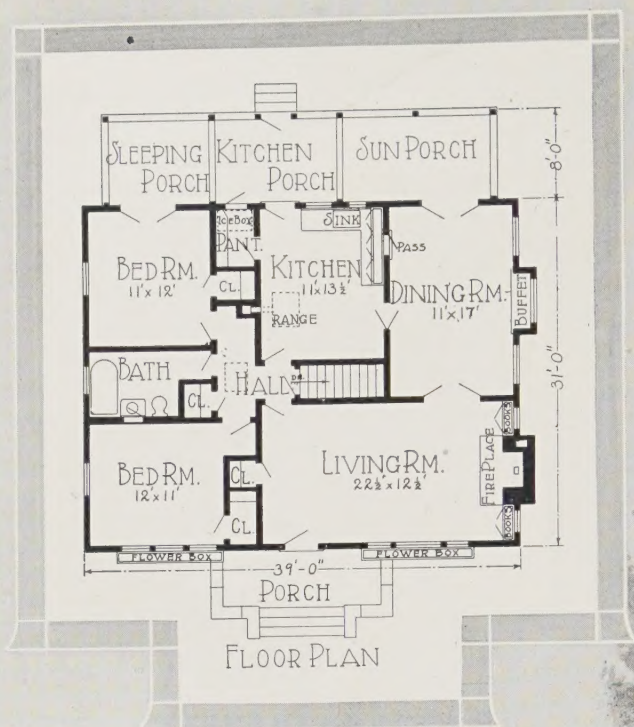 SLEEPING PORCH
KITCHEN PORCH
SUN PORCH
8'-0"
ICE BOX
PANT.
SINK
PASS
BED RM.
11' x 12'
CL.
KITCHEN
11 x 13½'
RANGE
DINING RM.
11' x 17'
BUFFET
31'-0"
BATH
CL.
HALL
DN.
BED RM.
12' x 11'
CL.
CL.
LIVING RM.
22½' x 12½'
FIRE PLACE
BOOKS
BOOKS
FLOWER BOX
FLOWER BOX
39'-0"
PORCH
FLOOR PLAN